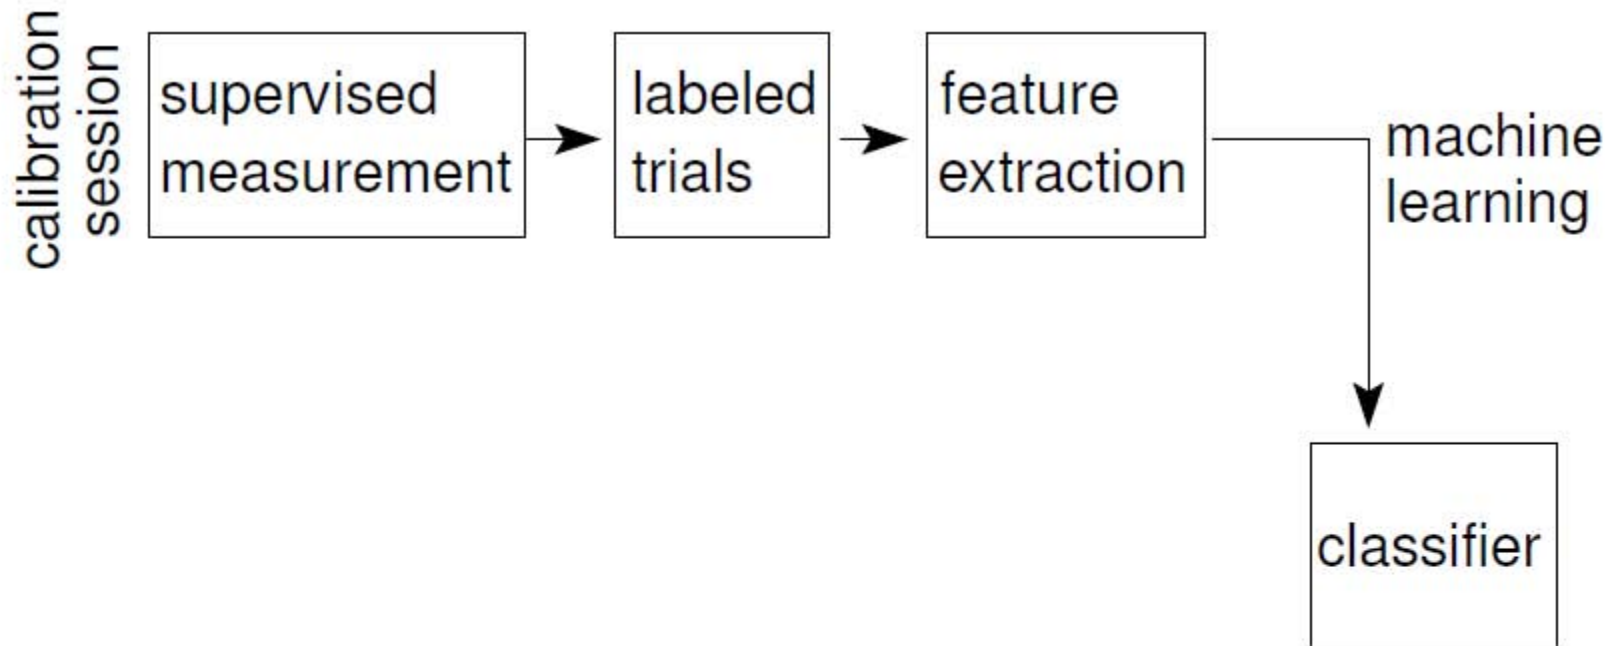 calibration
session
supervised
measurement
labeled
trials
feature
extraction
machine
learning
classifier